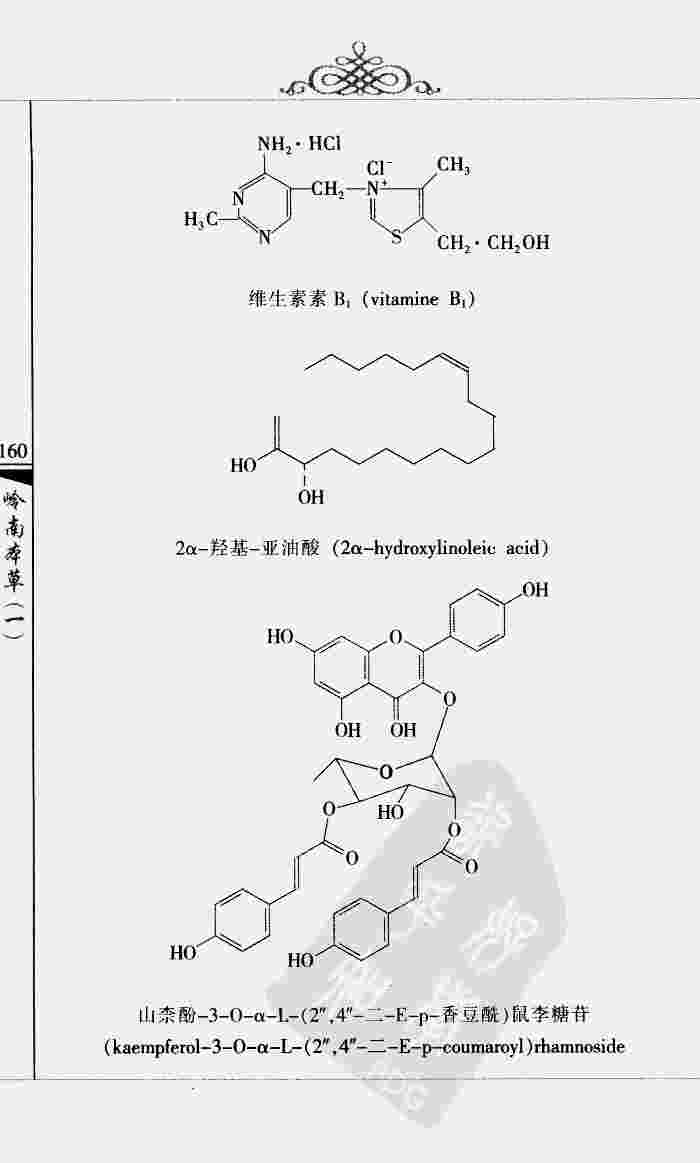 NH₂· HCl
Cl⁻
CH₃
N
CH₂
N⁺
H₃C
N
S
CH₂· CH₂OH
维生素素 B₁ (vitamine B₁)
160
HO
OH
岭南本草(一)
2α-羟基-亚油酸 (2α-hydroxylinoleic acid)
OH
HO
O
O
OH
OH
O
HO
O
O
O
O
O
HO
HO
山柰酚-3-O-α-L-(2″,4″-二-E-p-香豆酰)鼠李糖苷
(kaempferol-3-O-α-L-(2″,4″-二-E-p-coumaroyl)rhamnoside
PDG